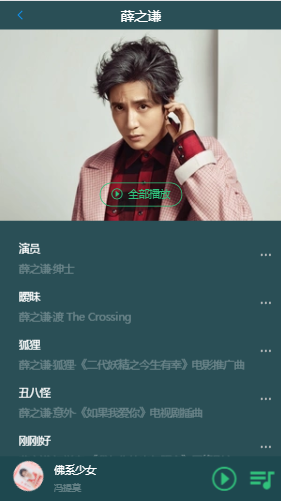 薛之谦
全部播放
演员
薛之谦·绅士
暧昧
薛之谦·渡 The Crossing
狐狸
薛之谦·狐狸·《二代妖精之今生有幸》电影推广曲
丑八怪
薛之谦·意外·《如果我爱你》电视剧插曲
刚刚好
佛系少女
冯提莫